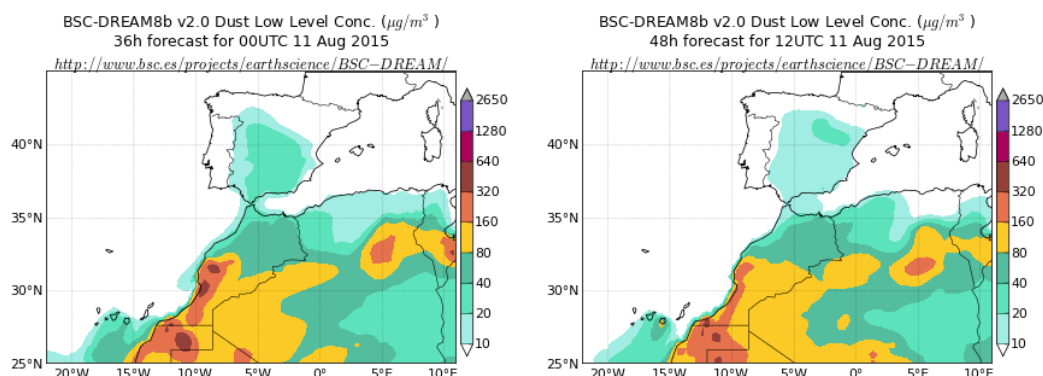 BSC-DREAM8b v2.0 Dust Low Level Conc. (μg/m³ )
36h forecast for 00UTC 11 Aug 2015
http://www.bsc.es/projects/earthscience/BSC−DREAM/
40°N
35°N
30°N
25°N
20°W 15°W 10°W 5°W 0°E 5°E 10°E
2650
1280
640
320
160
80
40
20
10
BSC-DREAM8b v2.0 Dust Low Level Conc. (μg/m³ )
48h forecast for 12UTC 11 Aug 2015
http://www.bsc.es/projects/earthscience/BSC−DREAM/
40°N
35°N
30°N
25°N
20°W 15°W 10°W 5°W 0°E 5°E 10°E
2650
1280
640
320
160
80
40
20
10